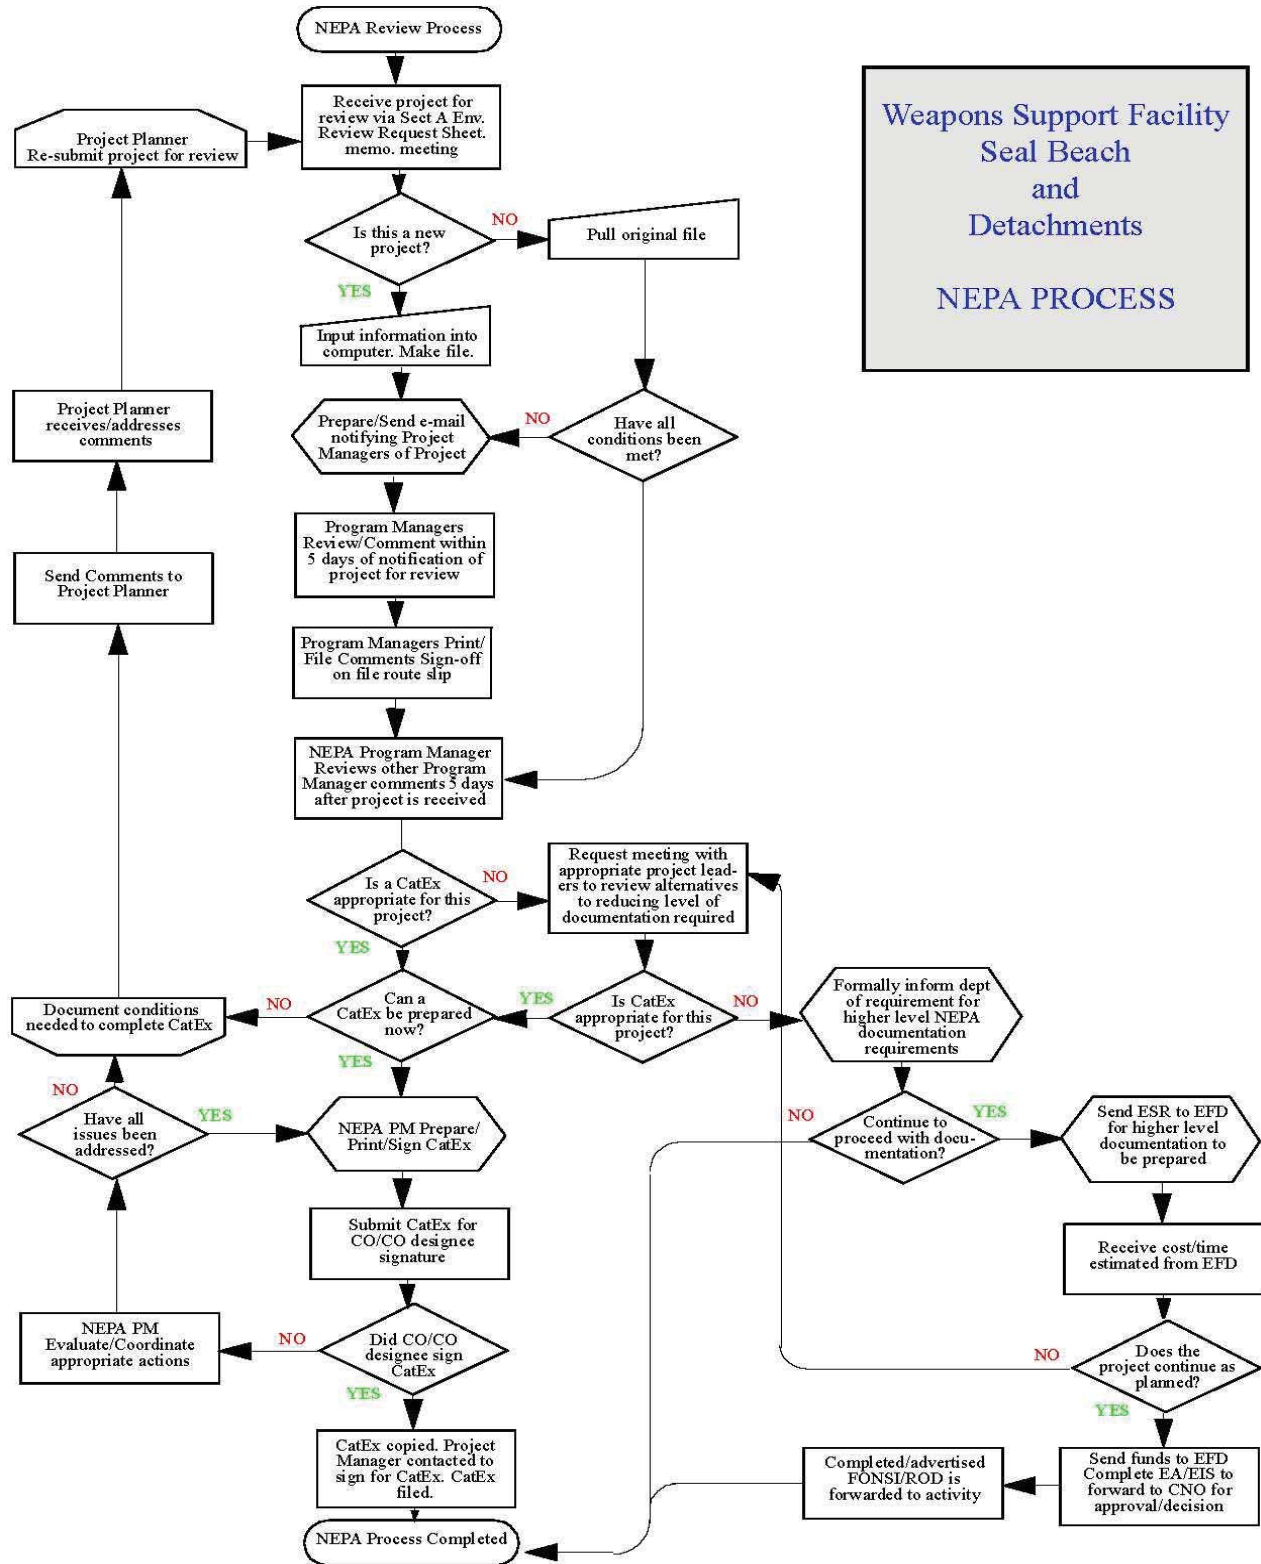 NEPA Review Process
Weapons Support Facility
Seal Beach
and
Detachments
NEPA PROCESS
Receive project for
review via Sect A Env.
Review Request Sheet.
memo. meeting
Project Planner
Re-submit project for review
Is this a new
project?
NO
Pull original file
YES
Input information into
computer. Make file.
Project Planner
receives/addresses
comments
Prepare/Send e-mail
notifying Project
Managers of Project
NO
Have all
conditions been
met?
Program Managers
Review/Comment within
5 days of notification of
project for review
Send Comments to
Project Planner
Program Managers Print/
File Comments Sign-off
on file route slip
NEPA Program Manager
Reviews other Program
Manager comments 5 days
after project is received
Is a CatEx
appropriate for this
project?
NO
Request meeting with
appropriate project lead-
ers to review alternatives
to reducing level of
documentation required
YES
Document conditions
needed to complete CatEx
NO
Can a
CatEx be prepared
now?
YES
Is CatEx
appropriate for this
project?
NO
Formally inform dept
of requirement for
higher level NEPA
documentation
requirements
YES
NO
Have all
issues been
addressed?
YES
NEPA PM Prepare/
Print/Sign CatEx
NO
Continue to
proceed with docu-
mentation?
YES
Send ESR to EFD
for higher level
documentation to
be prepared
Submit CatEx for
CO/CO designee
signature
Receive cost/time
estimated from EFD
NEPA PM
Evaluate/Coordinate
appropriate actions
NO
Did CO/CO
designee sign
CatEx
NO
Does the
project continue as
planned?
YES
YES
CatEx copied. Project
Manager contacted to
sign for CatEx. CatEx
filed.
Completed/advertised
FONSI/ROD is
forwarded to activity
Send funds to EFD
Complete EA/EIS to
forward to CNO for
approval/decision
NEPA Process Completed